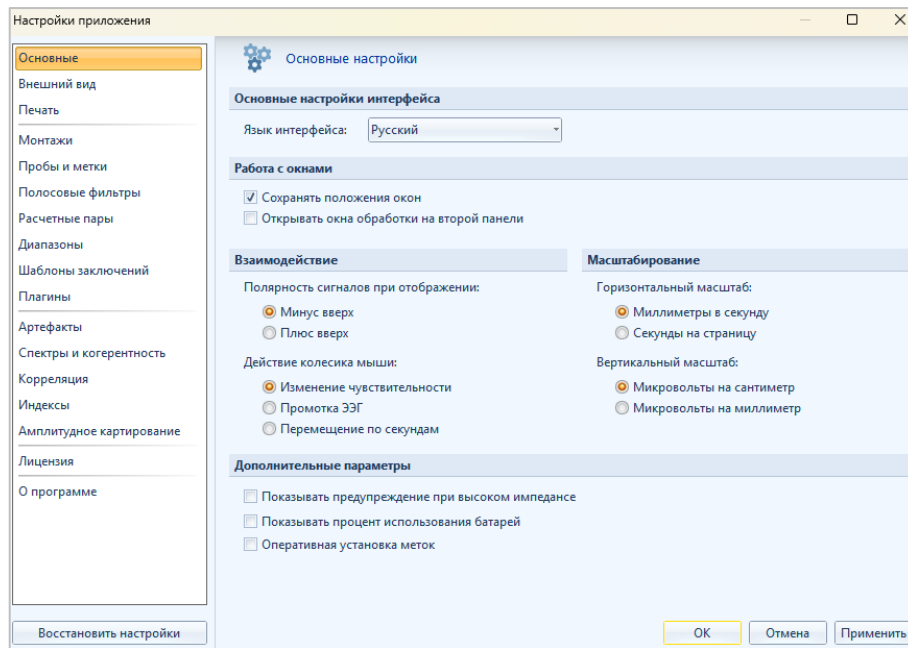 Настройки приложения
Основные
Внешний вид
Печать
Монтажи
Пробы и метки
Полосовые фильтры
Расчетные пары
Диапазоны
Шаблоны заключений
Плагины
Артефакты
Спектры и когерентность
Корреляция
Индексы
Амплитудное картирование
Лицензия
О программе
Восстановить настройки
Основные настройки
Основные настройки интерфейса
Язык интерфейса: Русский
Работа с окнами
Сохранять положения окон
Открывать окна обработки на второй панели
Взаимодействие
Полярность сигналов при отображении:
Минус вверх
Плюс вверх
Действие колесика мыши:
Изменение чувствительности
Промотка ЭЭГ
Перемещение по секундам
Масштабирование
Горизонтальный масштаб:
Миллиметры в секунду
Секунды на страницу
Вертикальный масштаб:
Микровольты на сантиметр
Микровольты на миллиметр
Дополнительные параметры
Показывать предупреждение при высоком импедансе
Показывать процент использования батарей
Оперативная установка меток
ОК
Отмена
Применить